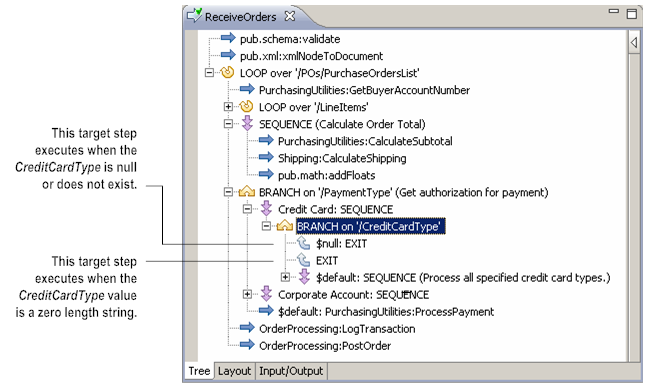 ReceiveOrders
pub.schema:validate
pub.xml:xmlNodeToDocument
LOOP over '/POs/PurchaseOrdersList'
PurchasingUtilities:GetBuyerAccountNumber
LOOP over '/LineItems'
SEQUENCE (Calculate Order Total)
PurchasingUtilities:CalculateSubtotal
Shipping:CalculateShipping
pub.math:addFloats
BRANCH on '/PaymentType' (Get authorization for payment)
Credit Card: SEQUENCE
BRANCH on '/CreditCardType'
$null: EXIT
EXIT
$default: SEQUENCE (Process all specified credit card types.)
Corporate Account: SEQUENCE
$default: PurchasingUtilities:ProcessPayment
OrderProcessing:LogTransaction
OrderProcessing:PostOrder
Tree Layout Input/Output
This target step
executes when the
CreditCardType is null
or does not exist.
This target step
executes when the
CreditCardType value
is a zero length string.